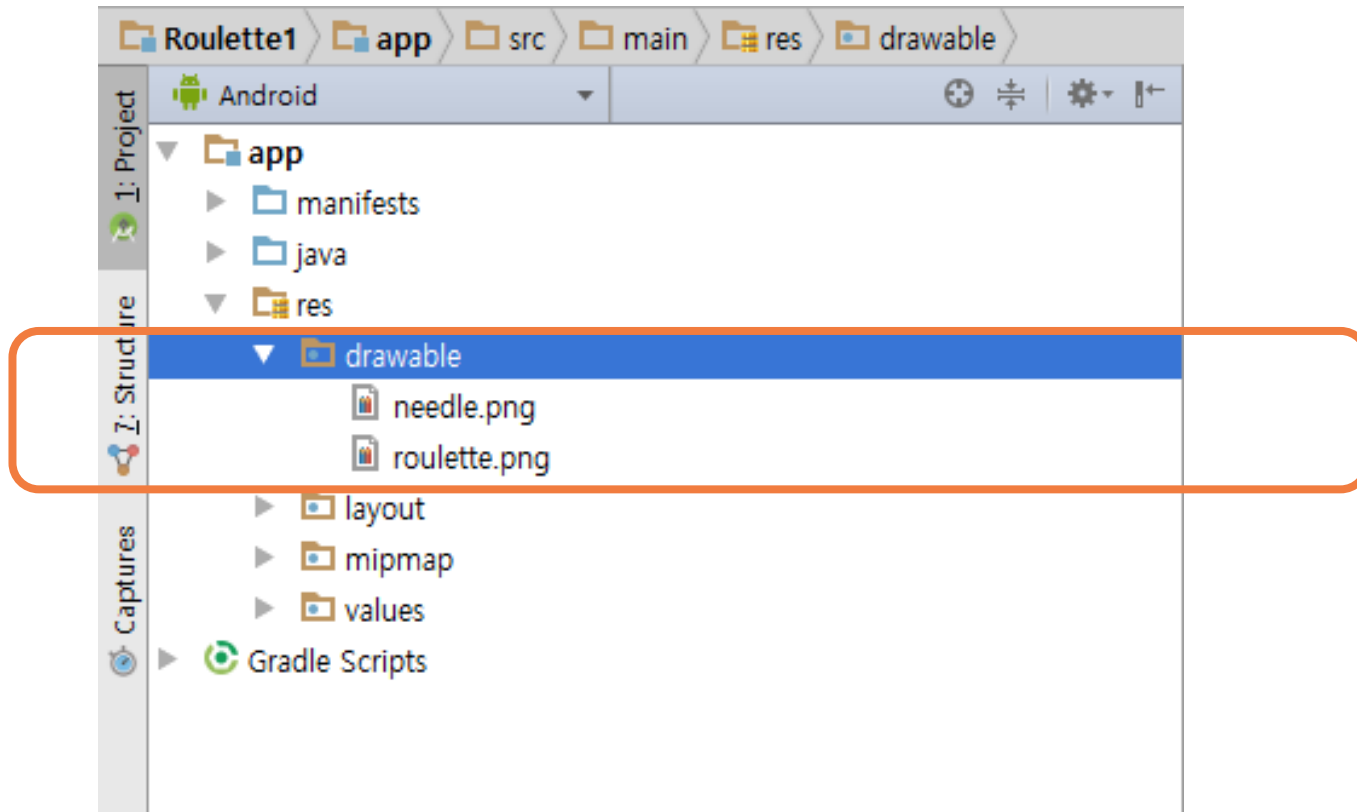 Roulette1 app src main res drawable
Android
1: Project
7: Structure
Captures
app
manifests
java
res
drawable
needle.png
roulette.png
layout
mipmap
values
Gradle Scripts